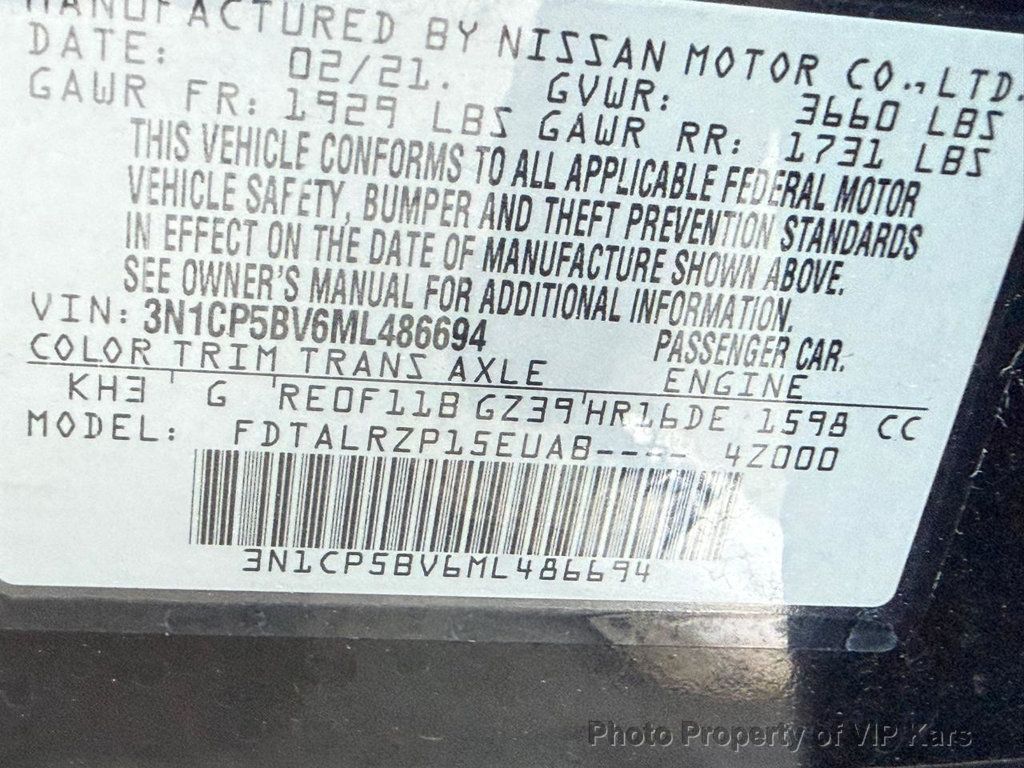 MANUFACTURED BY NISSAN MOTOR CO.,LTD.
DATE: 02/21. GVWR: 3660 LBS
GAWR FR: 1929 LBS GAWR RR: 1731 LBS
THIS VEHICLE CONFORMS TO ALL APPLICABLE FEDERAL MOTOR
VEHICLE SAFETY, BUMPER AND THEFT PREVENTION STANDARDS
IN EFFECT ON THE DATE OF MANUFACTURE SHOWN ABOVE.
SEE OWNER'S MANUAL FOR ADDITIONAL INFORMATION.
VIN: 3N1CP5BV6ML486694 PASSENGER CAR.
COLOR TRIM TRANS AXLE ENGINE
KH3 G RE0F11B GZ39 HR16DE 1598 CC
MODEL: FDTALRZP15EUAB---- 4Z000
3N1CP5BV6ML486694
Photo Property of VIP Kars